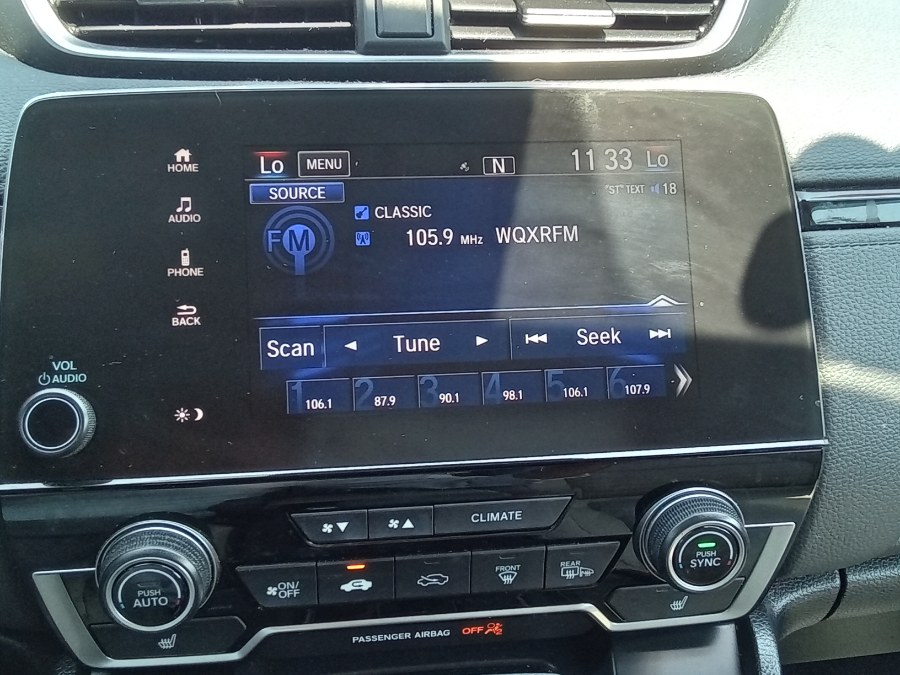 HOME
AUDIO
PHONE
BACK
VOL
AUDIO
Lo MENU N 11 33 Lo
SOURCE "ST" TEXT 18
FM CLASSIC
105.9 MHz WQXRFM
Scan Tune Seek
1 106.1 2 87.9 3 90.1 4 98.1 5 106.1 6 107.9
CLIMATE
PUSH AUTO
ON/OFF
FRONT
REAR
PUSH SYNC
PASSENGER AIRBAG OFF